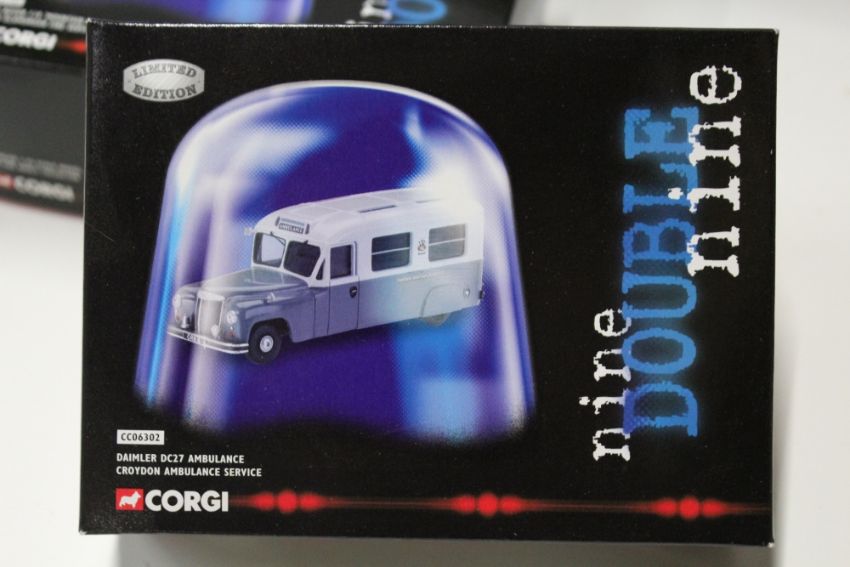 CORGI
CORGI
LIMITED
EDITION
AMBULANCE
nine
DOUBLE
nine
CC06302
DAIMLER DC27 AMBULANCE
CROYDON AMBULANCE SERVICE
CORGI